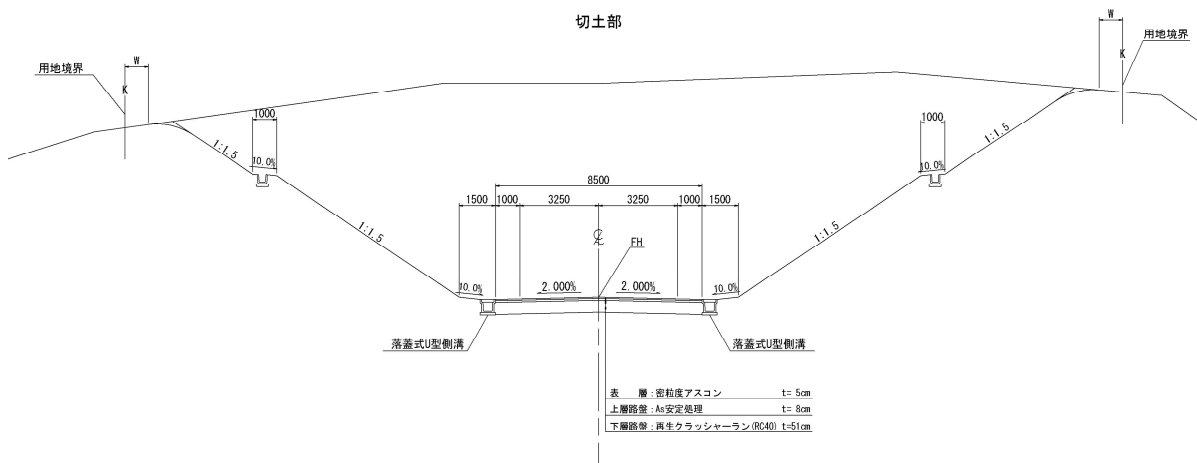 切土部
W
W
用地境界
用地境界
K
K
1000
1000
1:1.5
10.0%
10.0%
1:1.5
8500
1500
1000
3250
3250
1000
1500
1:1.5
1:1.5
℄
FH
10.0%
2.000%
2.000%
10.0%
落蓋式U型側溝
落蓋式U型側溝
表　層:密粒度アスコン t= 5cm
上層路盤:As安定処理 t= 8cm
下層路盤:再生クラッシャーラン(RC40) t=51cm